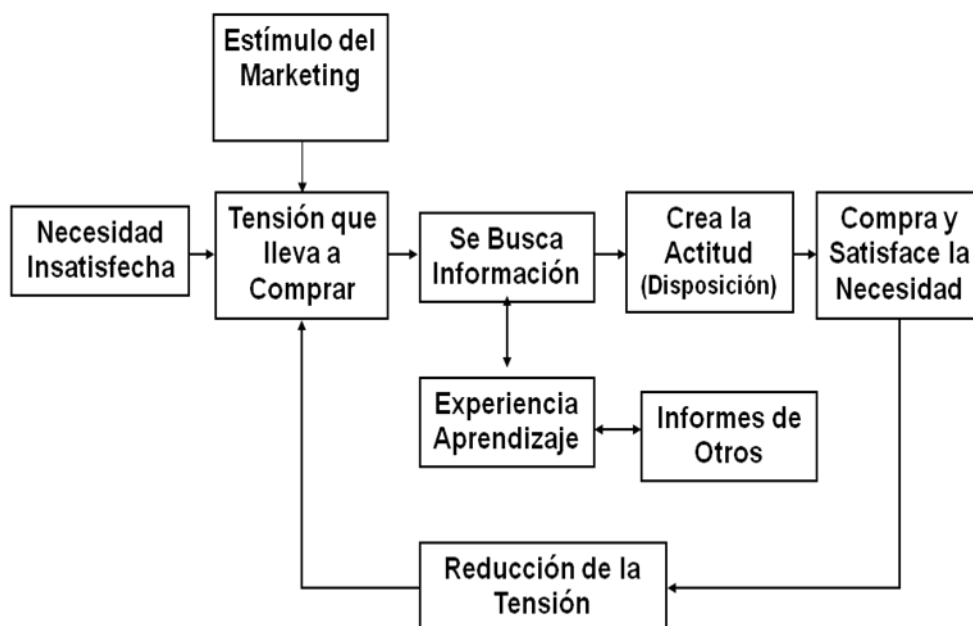 Estímulo del
Marketing
Necesidad
Insatisfecha
Tensión que
lleva a
Comprar
Se Busca
Información
Crea la
Actitud
(Disposición)
Compra y
Satisface la
Necesidad
Experiencia
Aprendizaje
Informes de
Otros
Reducción de la
Tensión